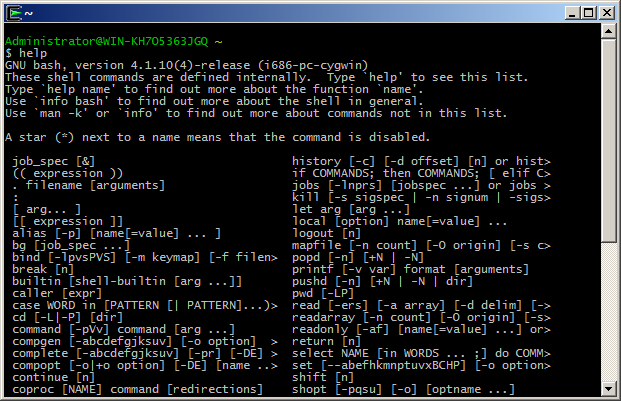 ~
Administrator@WIN-KH7O5363JGQ ~
$ help
GNU bash, version 4.1.10(4)-release (i686-pc-cygwin)
These shell commands are defined internally.  Type `help' to see this list.
Type `help name' to find out more about the function `name'.
Use `info bash' to find out more about the shell in general.
Use `man -k' or `info' to find out more about commands not in this list.
A star (*) next to a name means that the command is disabled.
job_spec [&]                            history [-c] [-d offset] [n] or hist>
(( expression ))                        if COMMANDS; then COMMANDS; [ elif C>
. filename [arguments]                  jobs [-lnprs] [jobspec ...] or jobs >
:                                       kill [-s sigspec | -n signum | -sigs>
[ arg... ]                              let arg [arg ...]
[[ expression ]]                        local [option] name[=value] ...
alias [-p] [name[=value] ... ]          logout [n]
bg [job_spec ...]                       mapfile [-n count] [-O origin] [-s c>
bind [-lpvsPVS] [-m keymap] [-f filen>  popd [-n] [+N | -N]
break [n]                               printf [-v var] format [arguments]
builtin [shell-builtin [arg ...]]       pushd [-n] [+N | -N | dir]
caller [expr]                           pwd [-LP]
case WORD in [PATTERN [| PATTERN]...)>  read [-ers] [-a array] [-d delim] [->
cd [-L|-P] [dir]                        readarray [-n count] [-O origin] [-s>
command [-pVv] command [arg ...]        readonly [-af] [name[=value] ...] or>
compgen [-abcdefgjksuv] [-o option]  >  return [n]
complete [-abcdefgjksuv] [-pr] [-DE] >  select NAME [in WORDS ... ;] do COMM>
compopt [-o|+o option] [-DE] [name ..>  set [--abefhkmnptuvxBCHP] [-o option>
continue [n]                            shift [n]
coproc [NAME] command [redirections]    shopt [-pqsu] [-o] [optname ...]